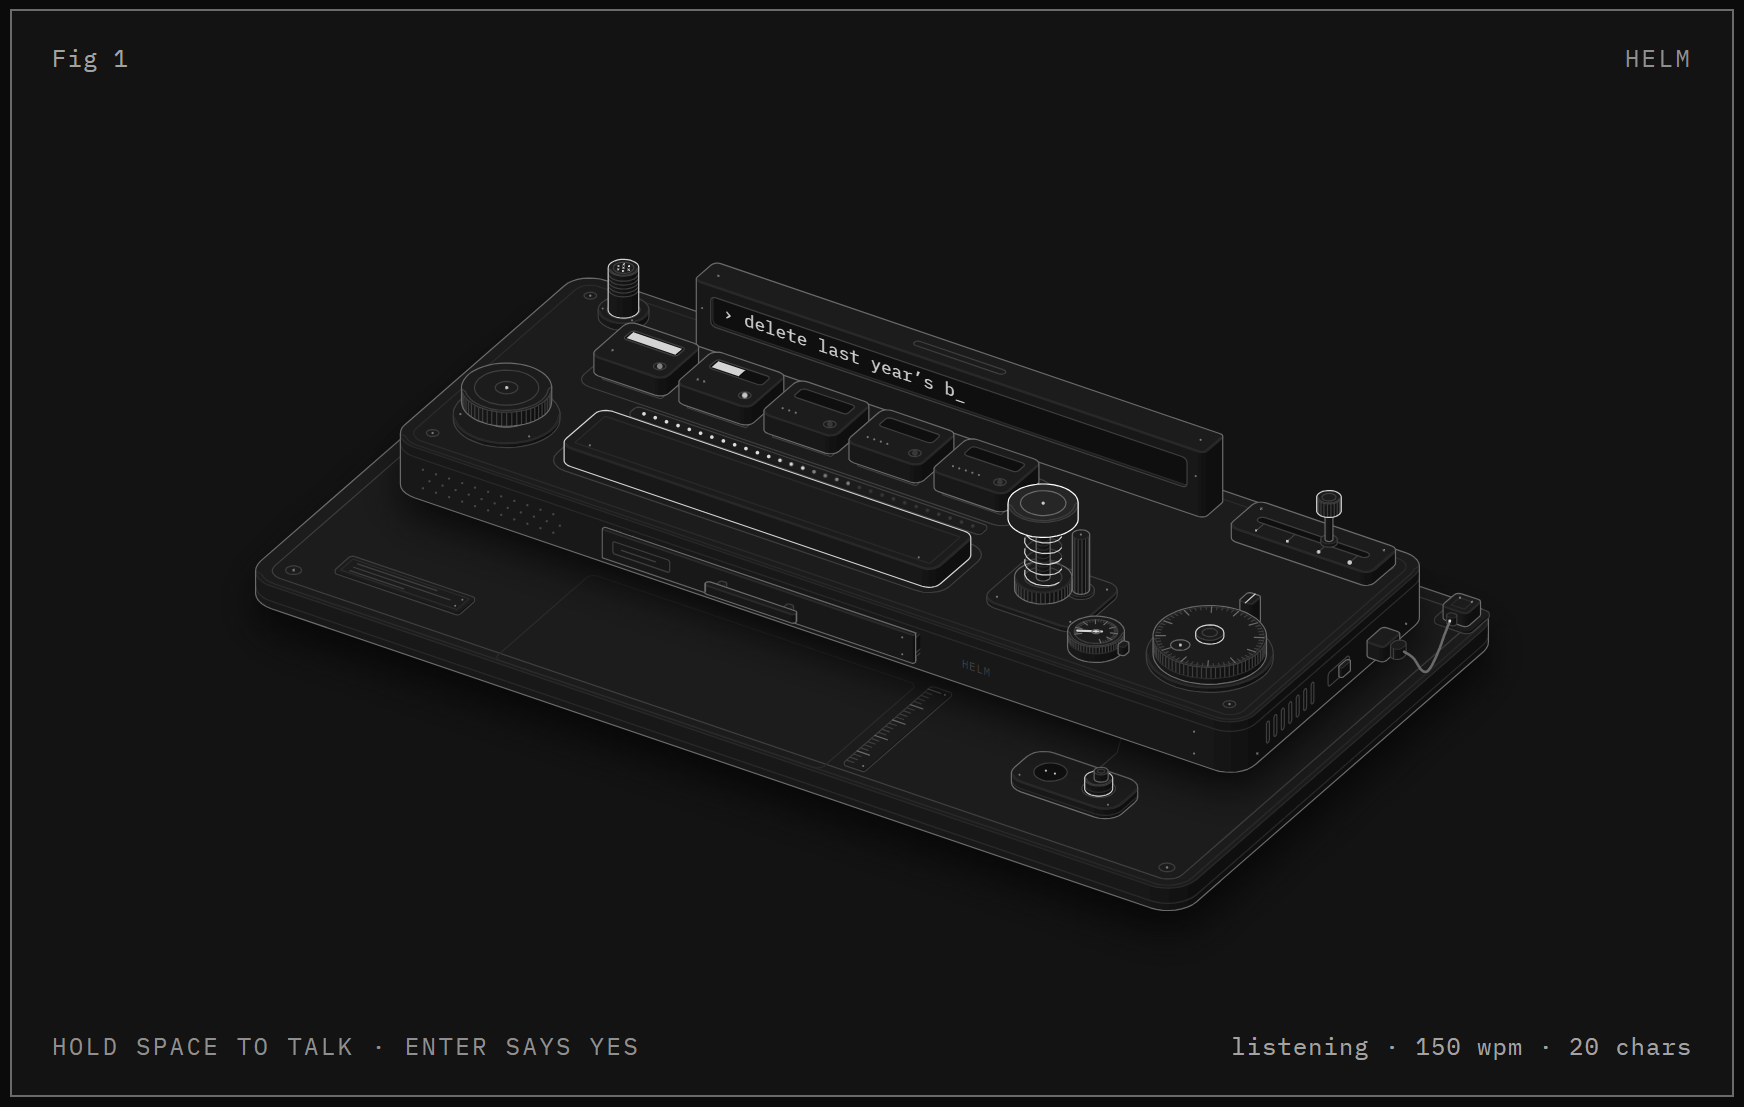 Fig 1
HELM
› delete last year's b_
HELM
HOLD SPACE TO TALK · ENTER SAYS YES
listening · 150 wpm · 20 chars